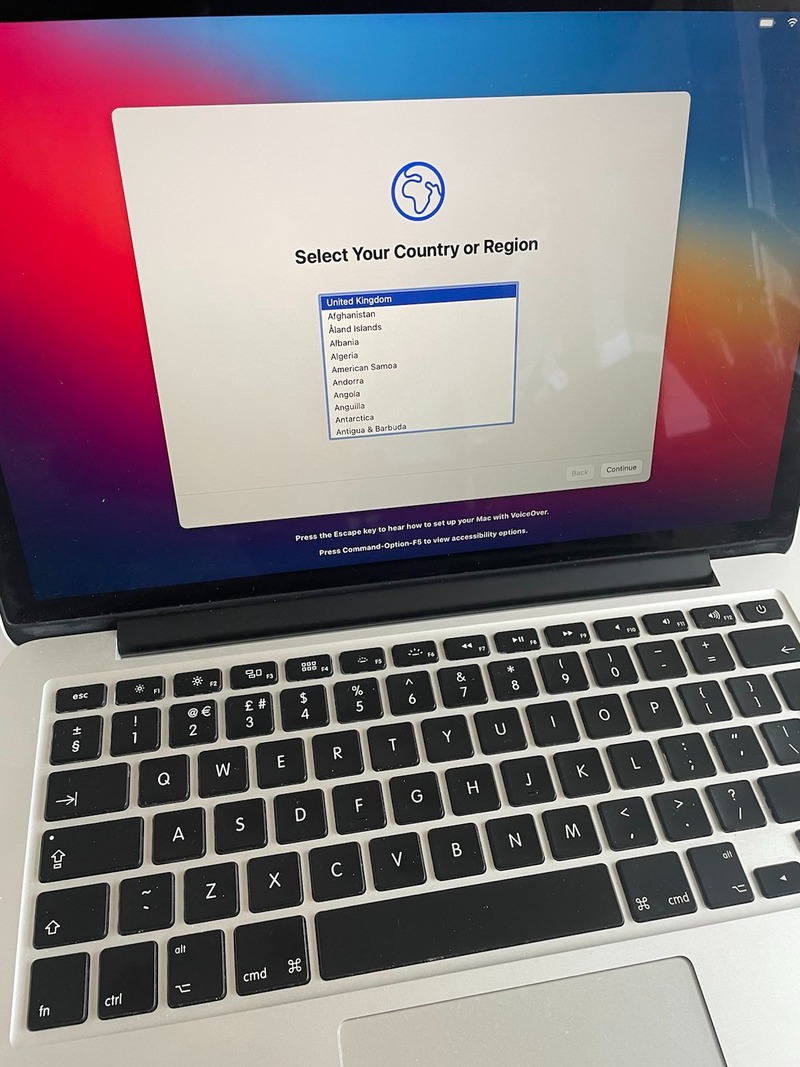 Select Your Country or Region
United Kingdom
Afghanistan
Åland Islands
Albania
Algeria
American Samoa
Andorra
Angola
Anguilla
Antarctica
Antigua & Barbuda
Back Continue
Press the Escape key to hear how to set up your Mac with VoiceOver.
Press Command-Option-F5 to view accessibility options.
esc F1 F2 F3 F4 F5 F6 F7 F8 F9 F10 F11 F12
± ! @ € £ # $ % ^ & * ( ) _ +
§ 1 2 3 4 5 6 7 8 9 0 - =
Q W E R T Y U I O P { [ } ]
A S D F G H J K L : ; " ' | \
~ ` Z X C V B N M < , > . ? /
fn ctrl alt cmd ⌘ ⌘ cmd alt